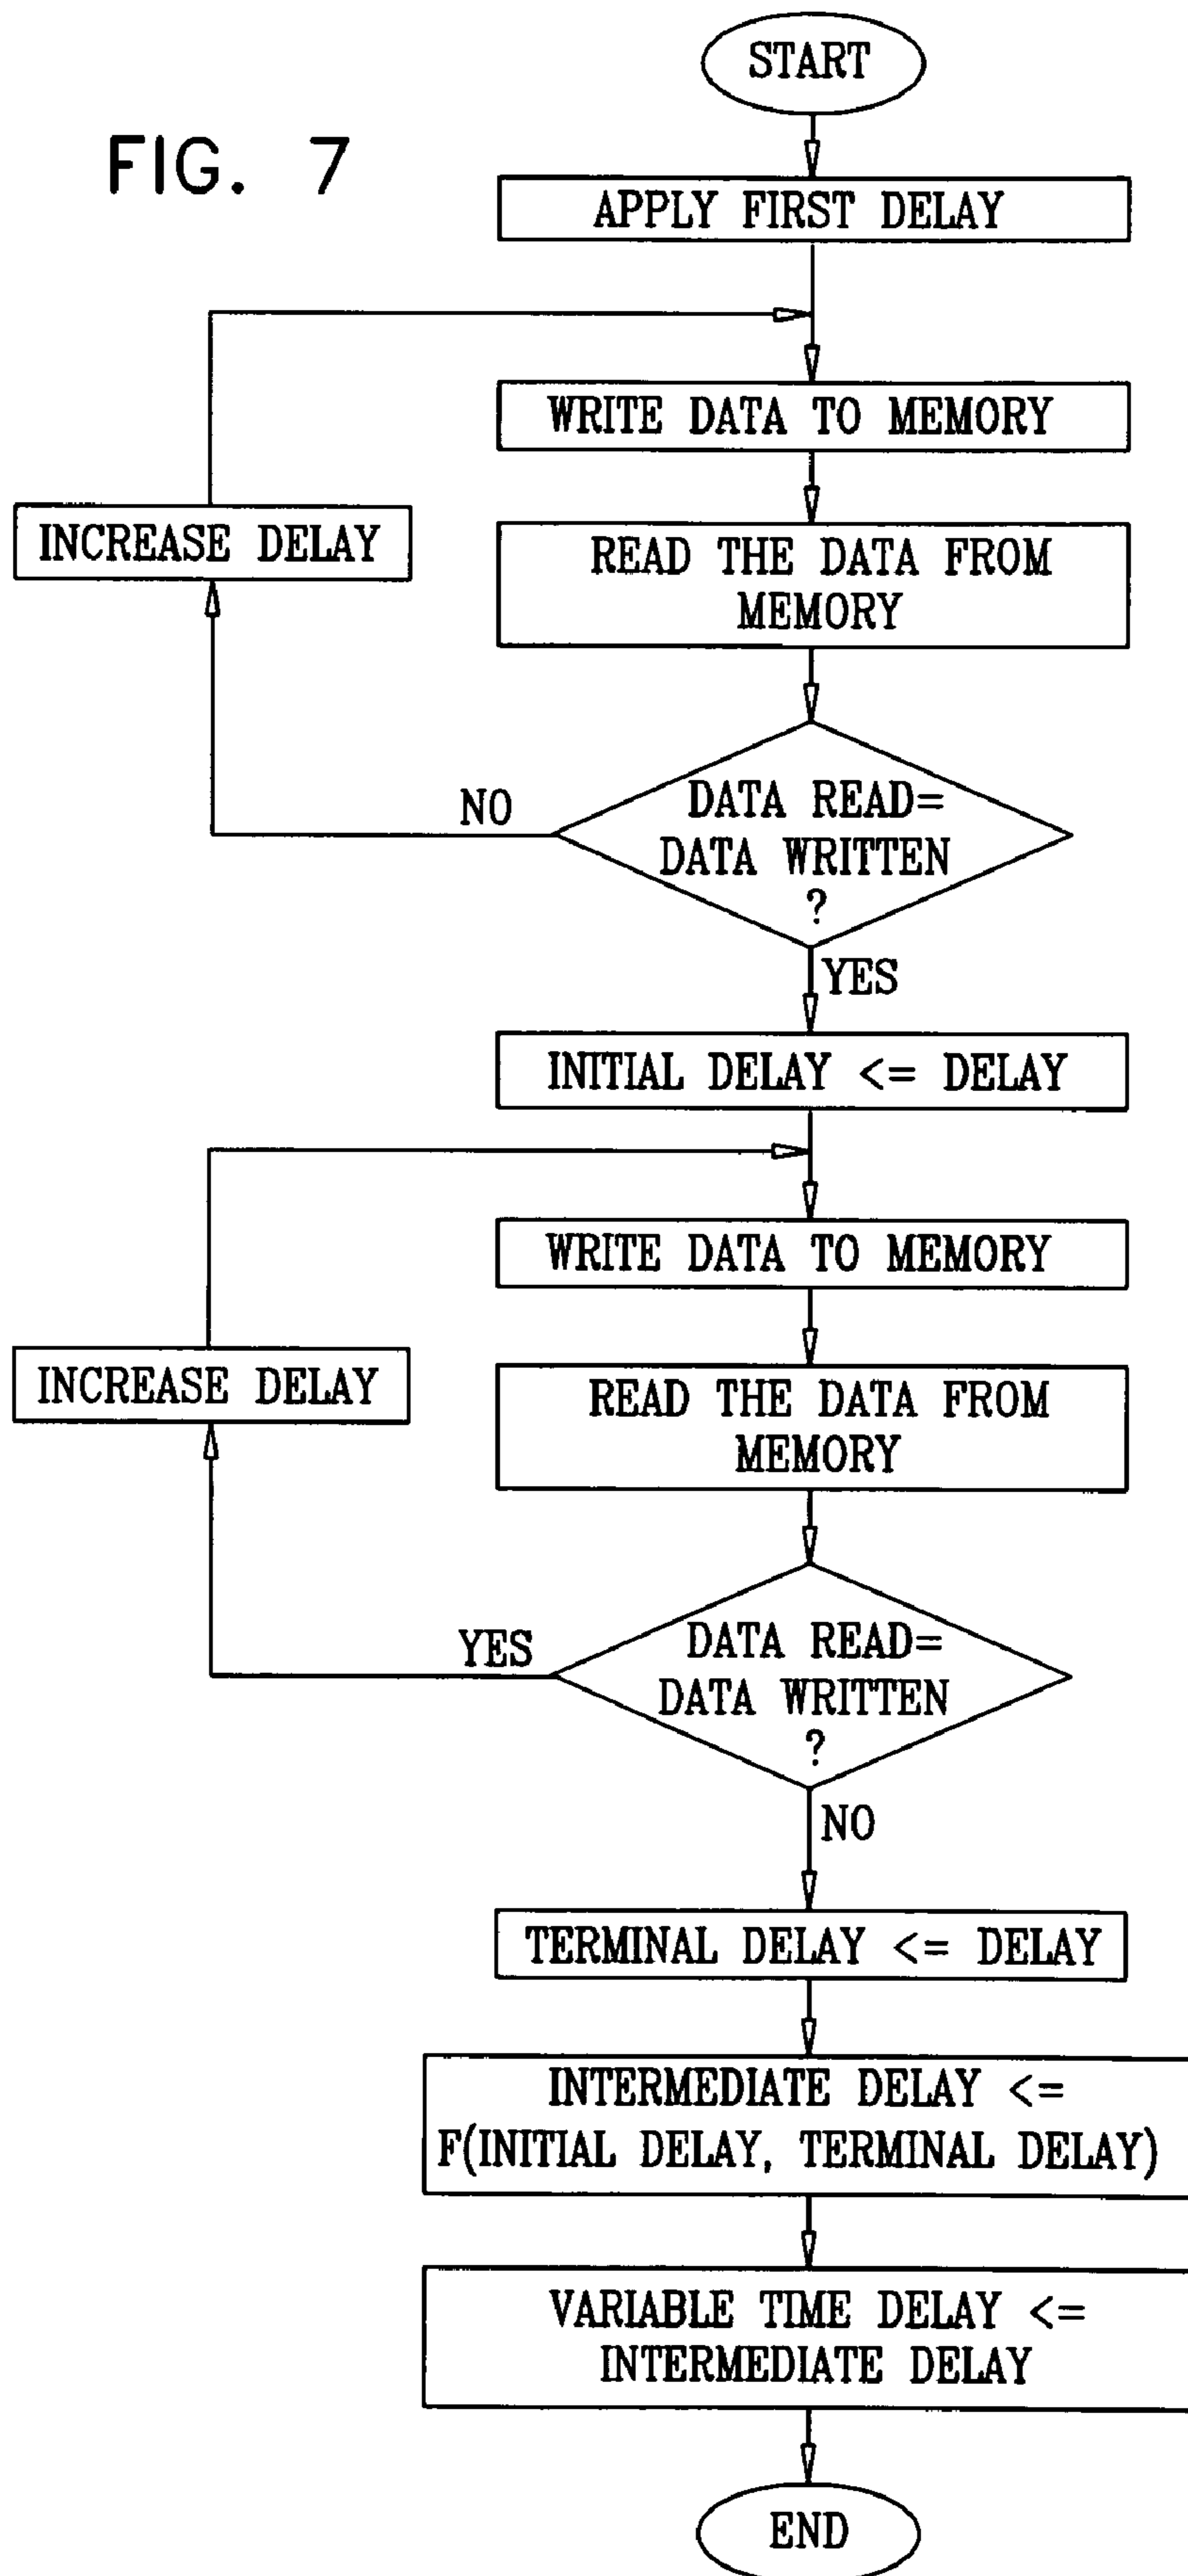 START
FIG. 7
APPLY FIRST DELAY
WRITE DATA TO MEMORY
INCREASE DELAY
READ THE DATA FROM
MEMORY
DATA READ=
NO
DATA WRITTEN
?
YES
INITIAL DELAY <= DELAY
WRITE DATA TO MEMORY
INCREASE DELAY
READ THE DATA FROM
MEMORY
DATA READ=
YES
DATA WRITTEN
?
NO
TERMINAL DELAY <= DELAY
INTERMEDIATE DELAY <=
F(INITIAL DELAY, TERMINAL DELAY)
VARIABLE TIME DELAY <=
INTERMEDIATE DELAY
END